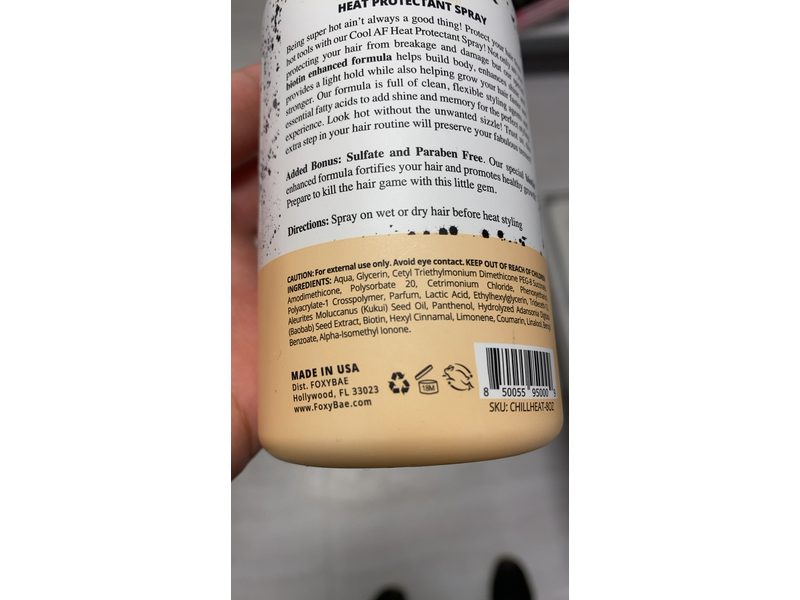 HEAT PROTECTANT SPRAY
Being super hot ain't always a good thing! Protect your
hot tools with our Cool AF Heat Protectant Spray! Not only
protecting your hair from breakage and damage but our
biotin enhanced formula helps build body, enhances
provides a light hold while also helping grow your hair
stronger. Our formula is full of clean, flexible styling
essential fatty acids to add shine and memory for the perfect
experience. Look hot without the unwanted sizzle! Trust us,
extra step in your hair routine will preserve your fabulous
Added Bonus: Sulfate and Paraben Free. Our special
enhanced formula fortifies your hair and promotes healthy
Prepare to kill the hair game with this little gem.
Directions: Spray on wet or dry hair before heat styling
CAUTION: For external use only. Avoid eye contact. KEEP OUT OF REACH OF CHILDREN
INGREDIENTS: Aqua, Glycerin, Cetyl Triethylmonium Dimethicone PEG-8
Amodimethicone, Polysorbate 20, Cetrimonium Chloride,
Polyacrylate-1 Crosspolymer, Parfum, Lactic Acid, Ethylhexylglycerin,
Aleurites Moluccanus (Kukui) Seed Oil, Panthenol, Hydrolyzed Adansonia Digitata
(Baobab) Seed Extract, Biotin, Hexyl Cinnamal, Limonene, Coumarin, Linalool,
Benzoate, Alpha-Isomethyl Ionone.
MADE IN USA
Dist. FOXYBAE
Hollywood, FL 33023
www.FoxyBae.com
18M
8 50055 95000
SKU: CHILLHEAT-8OZ